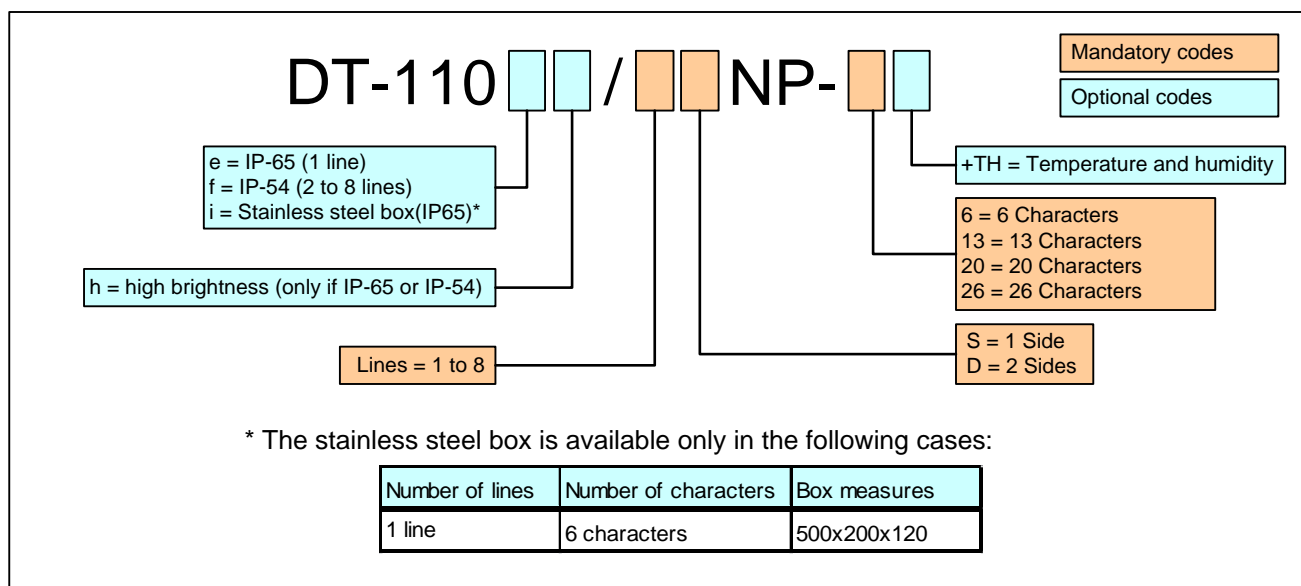 DT-110 / NP-
Mandatory codes
Optional codes
e = IP-65 (1 line)
f = IP-54 (2 to 8 lines)
i = Stainless steel box(IP65)*
+TH = Temperature and humidity
6 = 6 Characters
13 = 13 Characters
20 = 20 Characters
26 = 26 Characters
h = high brightness (only if IP-65 or IP-54)
Lines = 1 to 8
S = 1 Side
D = 2 Sides
* The stainless steel box is available only in the following cases:
Number of lines Number of characters Box measures
1 line 6 characters 500x200x120